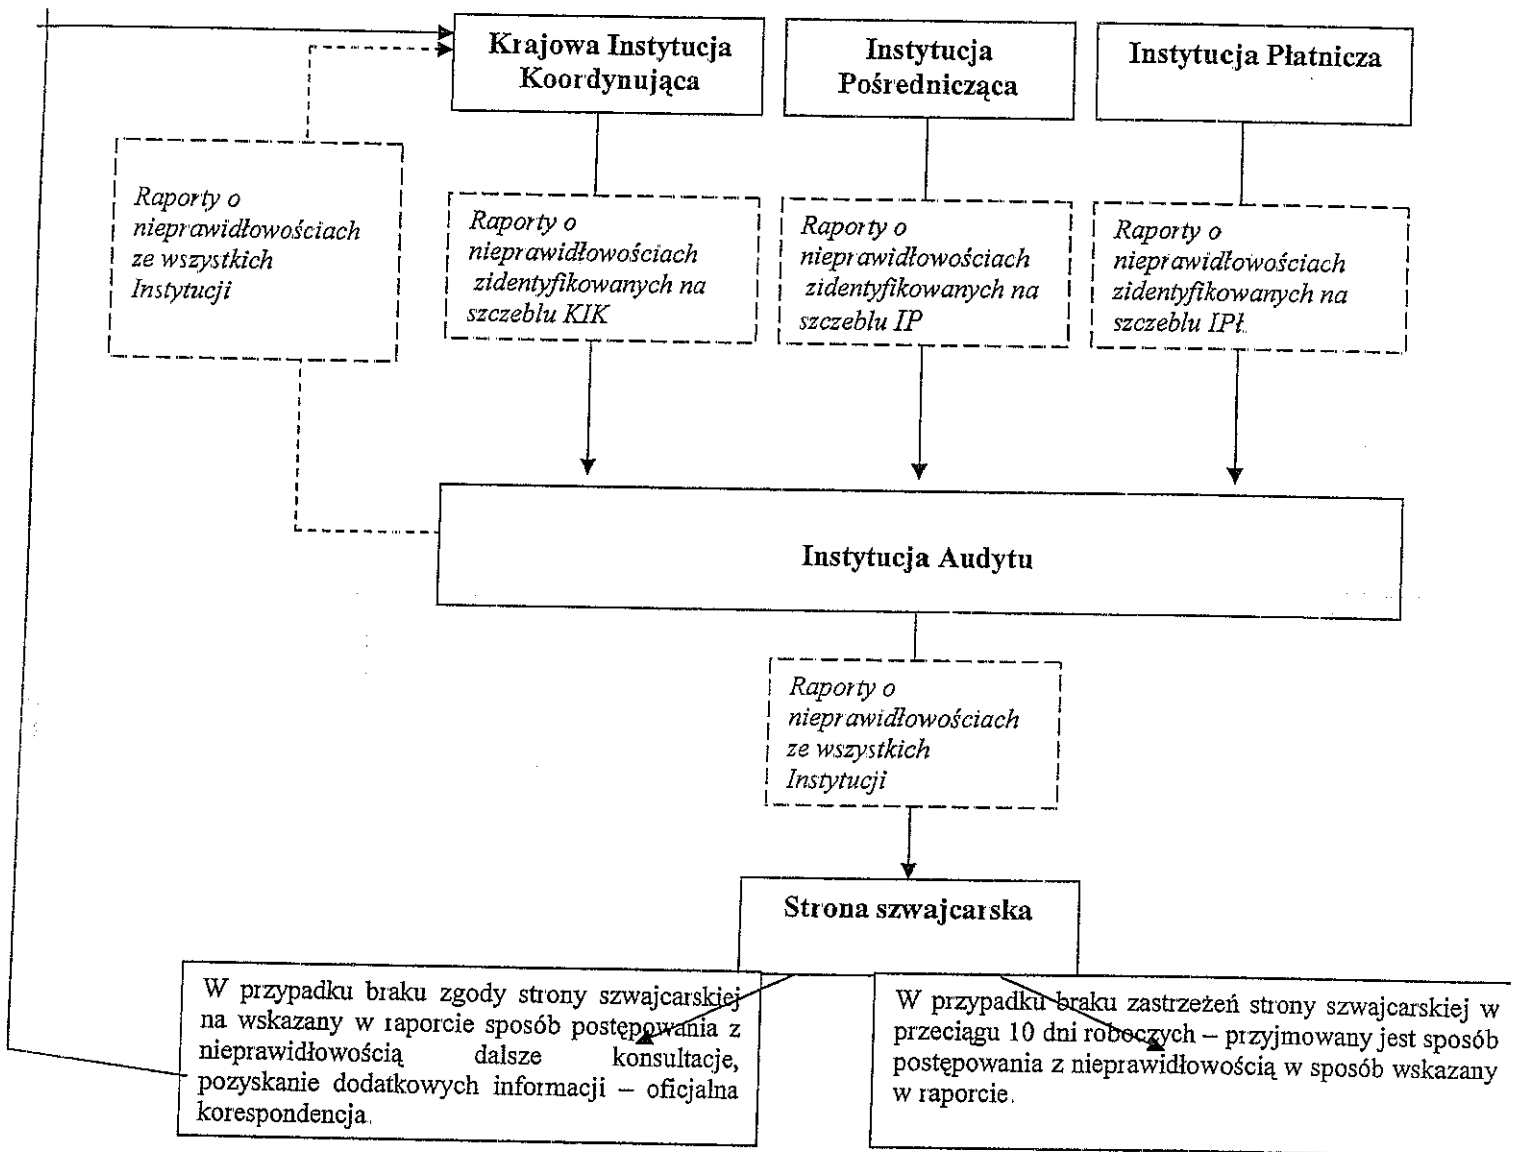 Krajowa Instytucja
Koordynująca
Instytucja
Pośrednicząca
Instytucja Płatnicza
Raporty o
nieprawidłowościach
ze wszystkich
Instytucji
Raporty o
nieprawidłowościach
zidentyfikowanych na
szczeblu KIK
Raporty o
nieprawidłowościach
zidentyfikowanych na
szczeblu IP
Raporty o
nieprawidłowościach
zidentyfikowanych na
szczeblu IPł.
Instytucja Audytu
Raporty o
nieprawidłowościach
ze wszystkich
Instytucji
Strona szwajcarska
W przypadku braku zgody strony szwajcarskiej
na wskazany w raporcie sposób postępowania z
nieprawidłowością dalsze konsultacje,
pozyskanie dodatkowych informacji – oficjalna
korespondencja.
W przypadku braku zastrzeżeń strony szwajcarskiej w
przeciągu 10 dni roboczych – przyjmowany jest sposób
postępowania z nieprawidłowością w sposób wskazany
w raporcie.